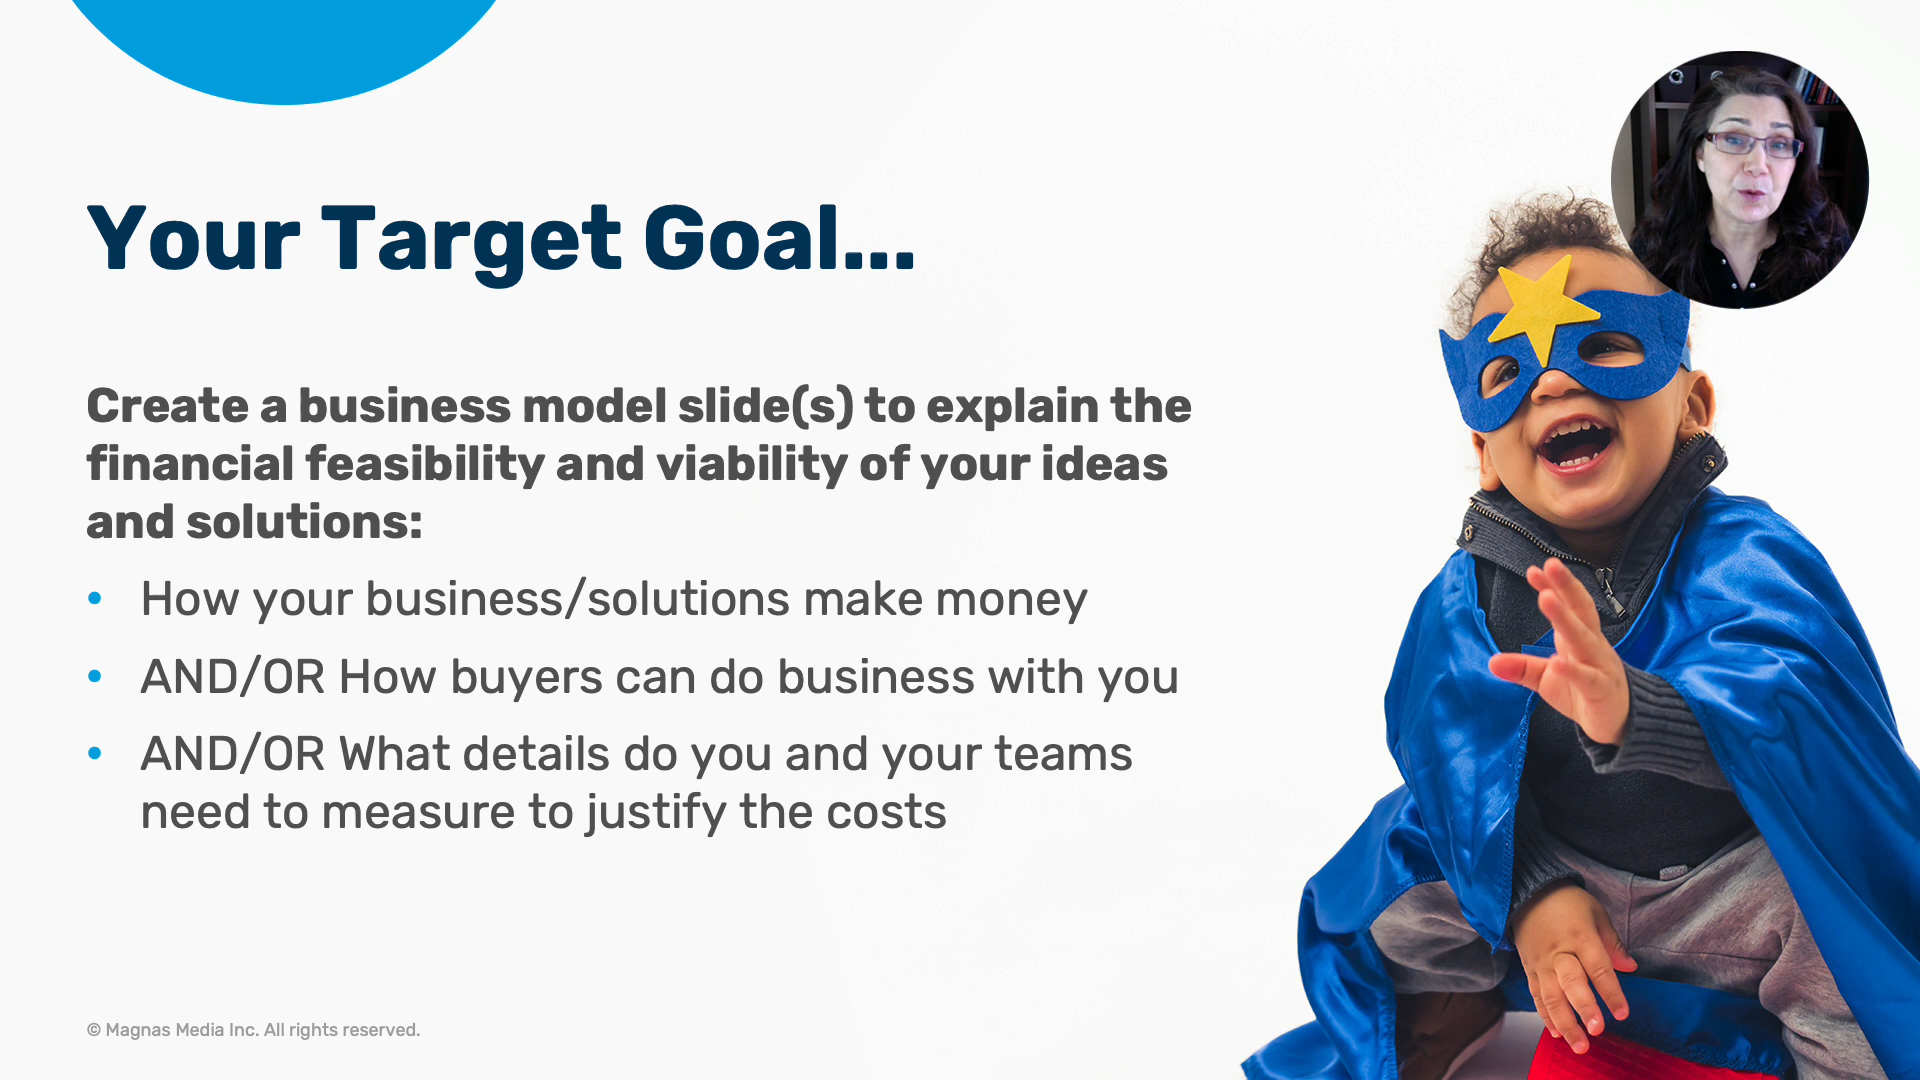 Your Target Goal...
Create a business model slide(s) to explain the
financial feasibility and viability of your ideas
and solutions:
• How your business/solutions make money
• AND/OR How buyers can do business with you
• AND/OR What details do you and your teams
need to measure to justify the costs
© Magnas Media Inc. All rights reserved.